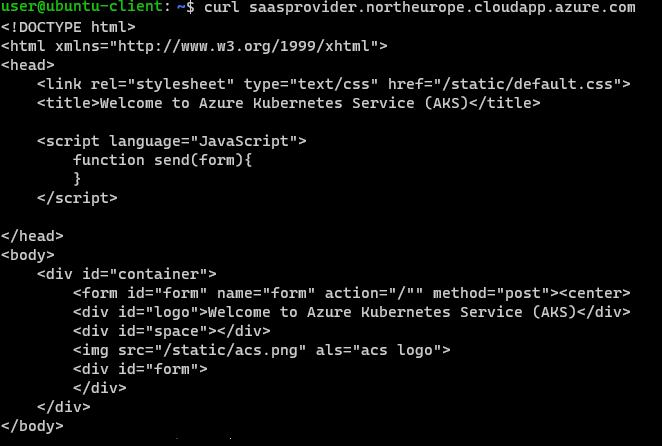 user@ubuntu-client:~$ curl saasprovider.northeurope.cloudapp.azure.com
<!DOCTYPE html>
<html xmlns="http://www.w3.org/1999/xhtml">
<head>
    <link rel="stylesheet" type="text/css" href="/static/default.css">
    <title>Welcome to Azure Kubernetes Service (AKS)</title>

    <script language="JavaScript">
        function send(form){
        }
    </script>

</head>
<body>
    <div id="container">
        <form id="form" name="form" action="/"" method="post"><center>
        <div id="logo">Welcome to Azure Kubernetes Service (AKS)</div>
        <div id="space"></div>
        <img src="/static/acs.png" als="acs logo">
        <div id="form">
        </div>
    </div>
</body>